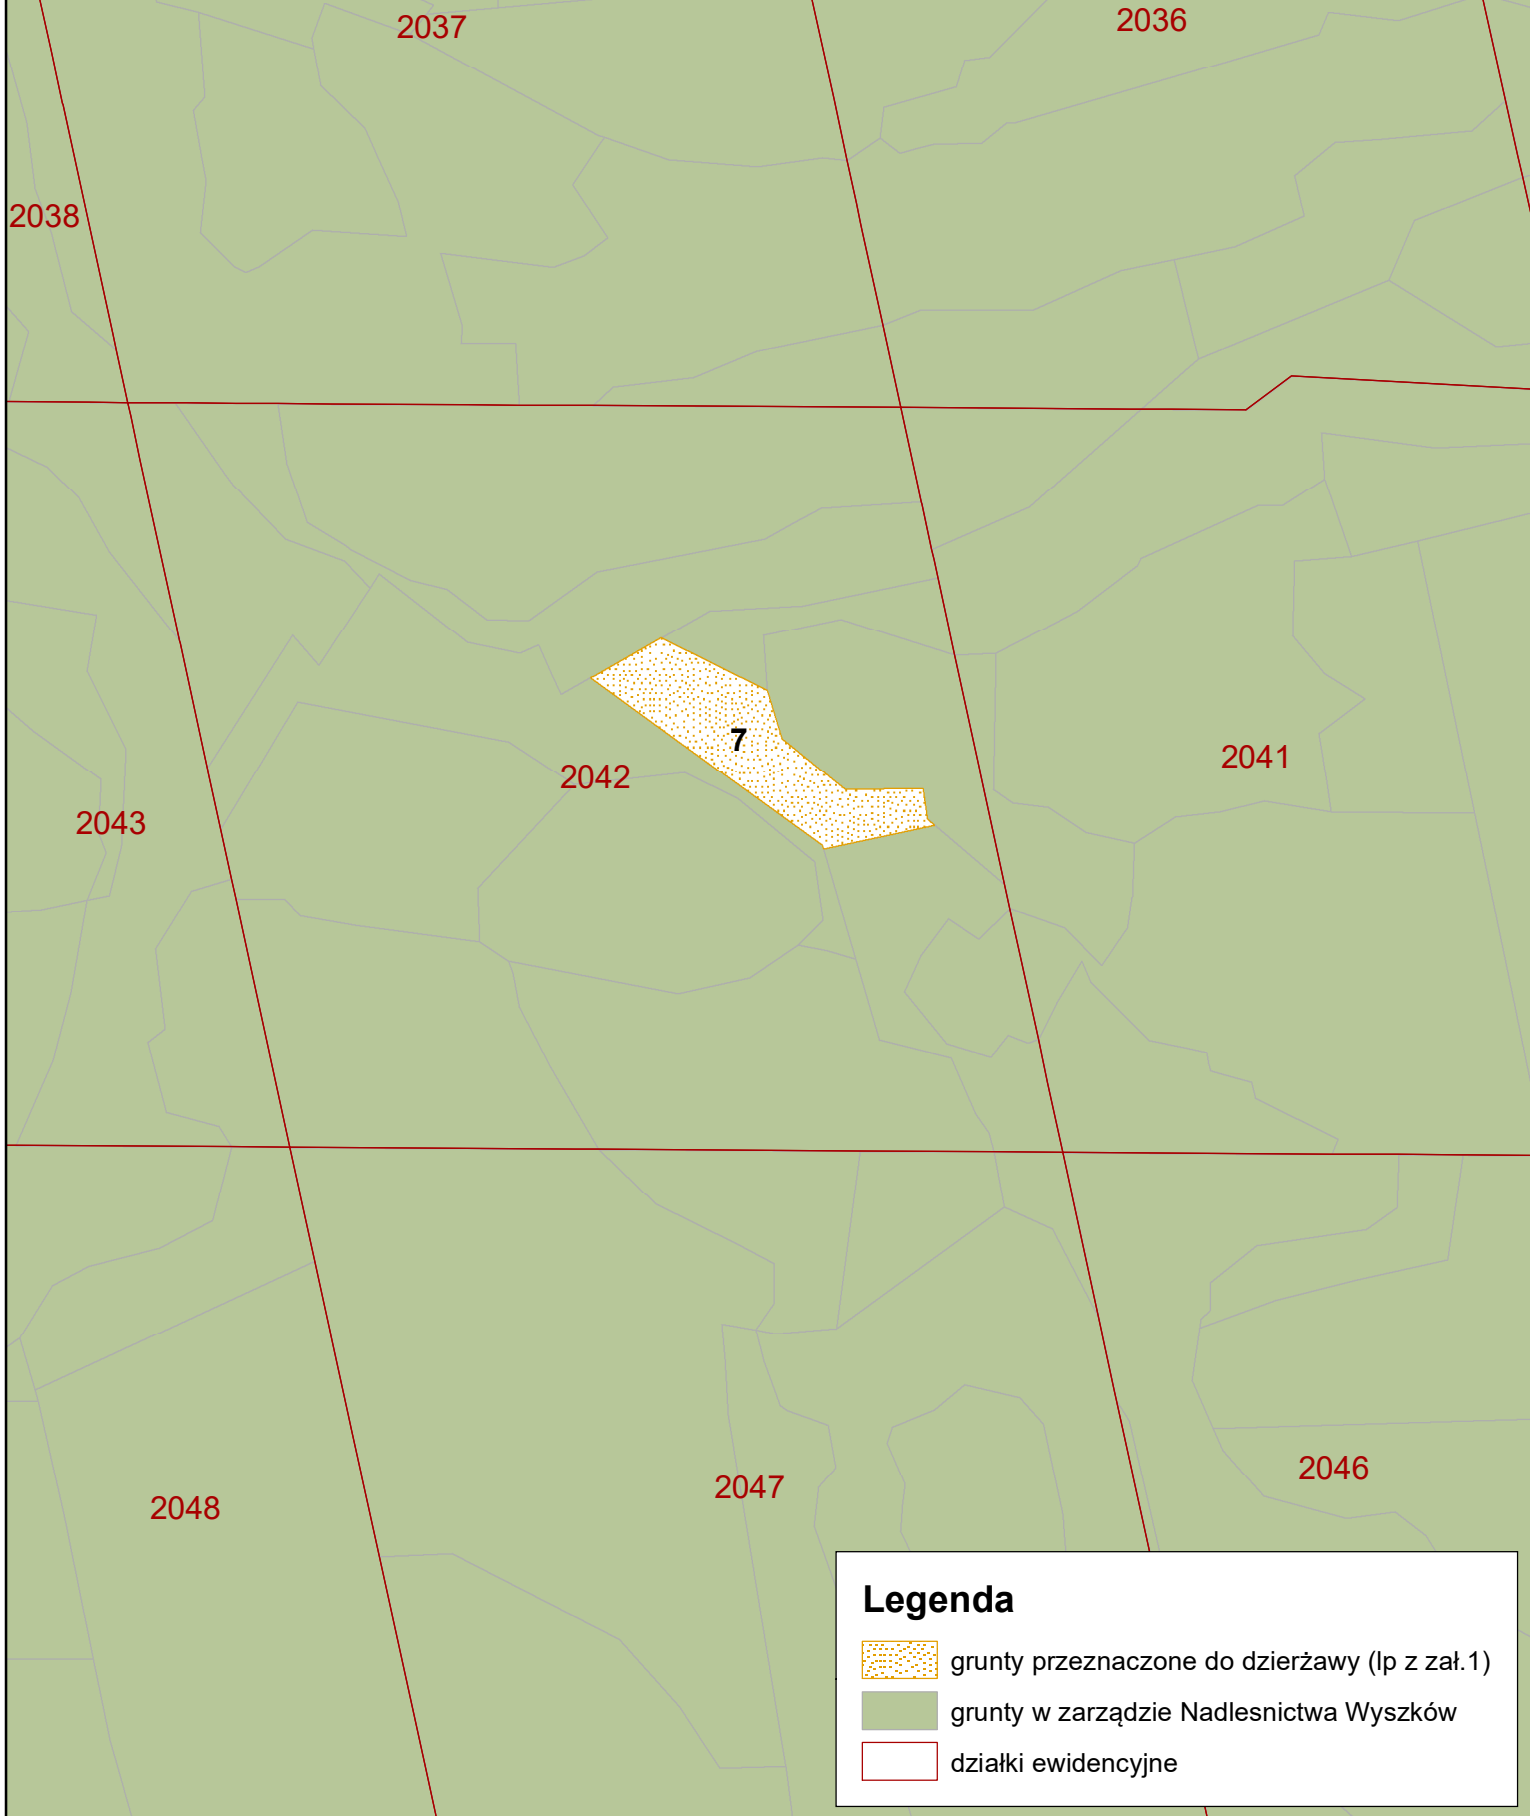 2037
2036
2038
7
2041
2042
2043
2046
2047
2048
Legenda
grunty przeznaczone do dzierżawy (lp z zał.1)
grunty w zarządzie Nadlesnictwa Wyszków
działki ewidencyjne